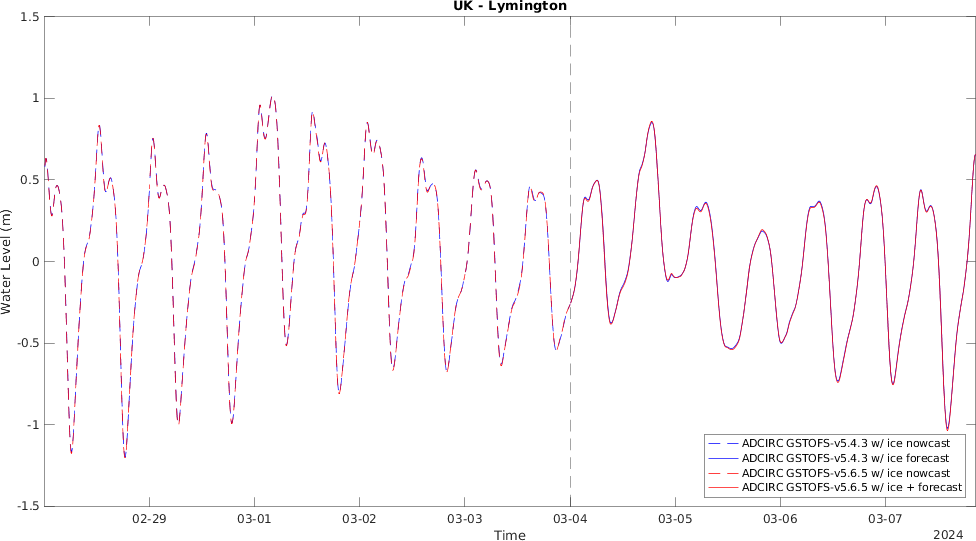 UK - Lymington
1.5
1
0.5
0
-0.5
-1
-1.5
Water Level (m)
02-29
03-01
03-02
03-03
03-04
03-05
03-06
03-07
Time
2024
ADCIRC GSTOFS-v5.4.3 w/ ice nowcast
ADCIRC GSTOFS-v5.4.3 w/ ice forecast
ADCIRC GSTOFS-v5.6.5 w/ ice nowcast
ADCIRC GSTOFS-v5.6.5 w/ ice + forecast